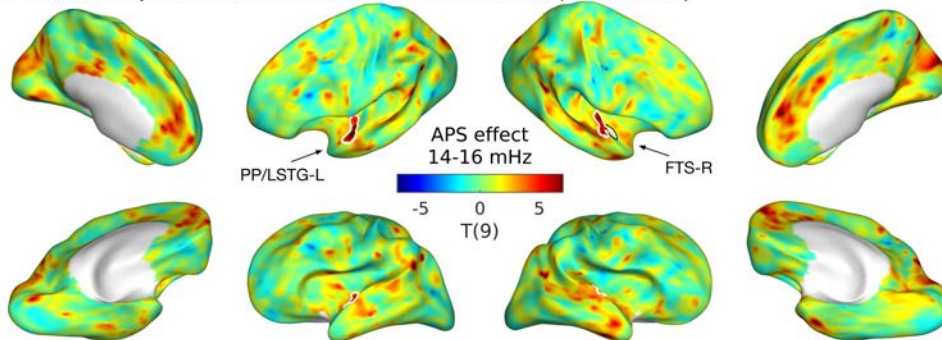 PP/LSTG-L
APS effect
14-16 mHz
FTS-R
-5 0 5
T(9)